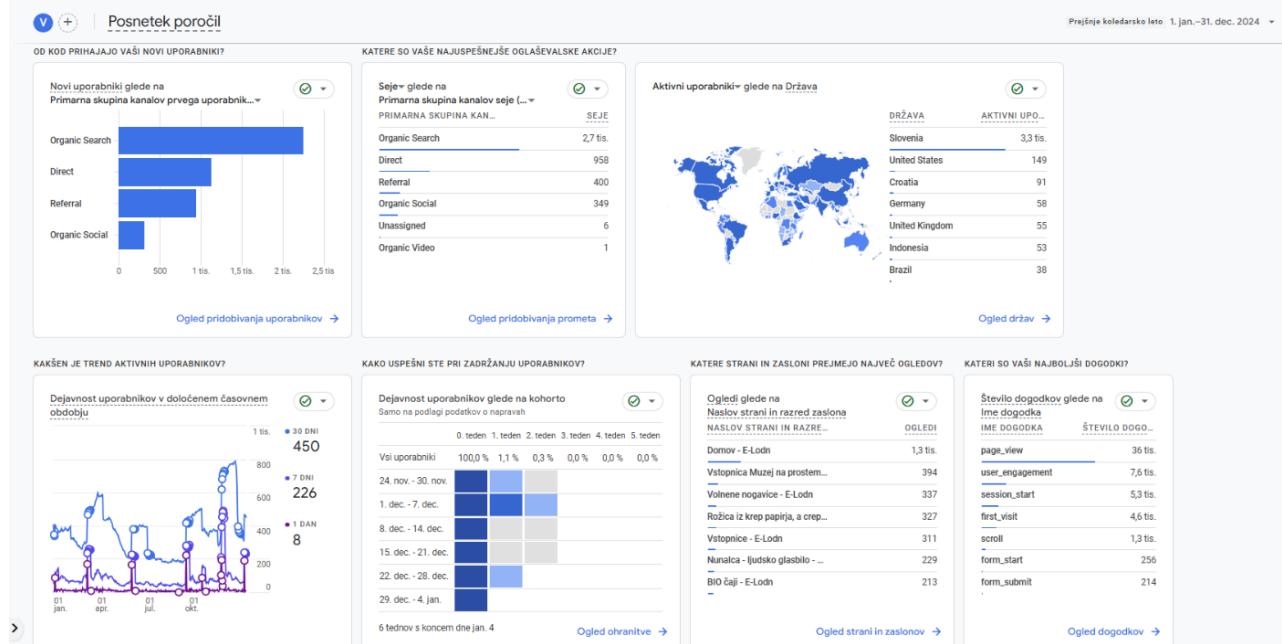 V
Posnetek poročil
Prejšnje koledarsko leto 1. jan.–31. dec. 2024
OD KOD PRIHAJAJO VAŠI NOVI UPORABNIKI?
Novi uporabniki glede na
Primarna skupina kanalov prvega uporabnik...
Organic Search
Direct
Referral
Organic Social
0 500 1 tis. 1,5 tis. 2 tis. 2,5 tis
Ogled pridobivanja uporabnikov
KATERE SO VAŠE NAJUSPEŠNEJŠE OGLAŠEVALSKE AKCIJE?
Seje glede na
Primarna skupina kanalov seje (...
PRIMARNA SKUPINA KAN... SEJE
Organic Search 2,7 tis.
Direct 958
Referral 400
Organic Social 349
Unassigned 6
Organic Video 1
Ogled pridobivanja prometa
Aktivni uporabniki glede na Država
DRŽAVA AKTIVNI UPO...
Slovenia 3,3 tis.
United States 149
Croatia 91
Germany 58
United Kingdom 55
Indonesia 53
Brazil 38
Ogled držav
KAKŠEN JE TREND AKTIVNIH UPORABNIKOV?
Dejavnost uporabnikov v določenem časovnem
obdobju
1 tis.
800
600
400
200
0
30 DNI
450
7 DNI
226
1 DAN
8
01 01 01 01
jan. apr. jul. okt.
KAKO USPEŠNI STE PRI ZADRŽANJU UPORABNIKOV?
Dejavnost uporabnikov glede na kohorto
Samo na podlagi podatkov o napravah
0. teden 1. teden 2. teden 3. teden 4. teden 5. teden
Vsi uporabniki 100,0 % 1,1 % 0,3 % 0,0 % 0,0 % 0,0 %
24. nov. - 30. nov.
1. dec. - 7. dec.
8. dec. - 14. dec.
15. dec. - 21. dec.
22. dec. - 28. dec.
29. dec. - 4. jan.
6 tednov s koncem dne jan. 4
Ogled ohranitve
KATERE STRANI IN ZASLONI PREJMEJO NAJVEČ OGLEDOV?
Ogledi glede na
Naslov strani in razred zaslona
NASLOV STRANI IN RAZRE... OGLEDI
Domov - E-Lodn 1,3 tis.
Vstopnica Muzej na prostem... 394
Volnene nogavice - E-Lodn 337
Rožica iz krep papirja, a crep... 327
Vstopnice - E-Lodn 311
Nunalca - ljudsko glasbilo - ... 229
BIO čaji - E-Lodn 213
Ogled strani in zaslonov
KATERI SO VAŠI NAJBOLJŠI DOGODKI?
Število dogodkov glede na
Ime dogodka
IME DOGODKA ŠTEVILO DOGO...
page_view 36 tis.
user_engagement 7,6 tis.
session_start 5,3 tis.
first_visit 4,6 tis.
scroll 1,3 tis.
form_start 256
form_submit 214
Ogled dogodkov